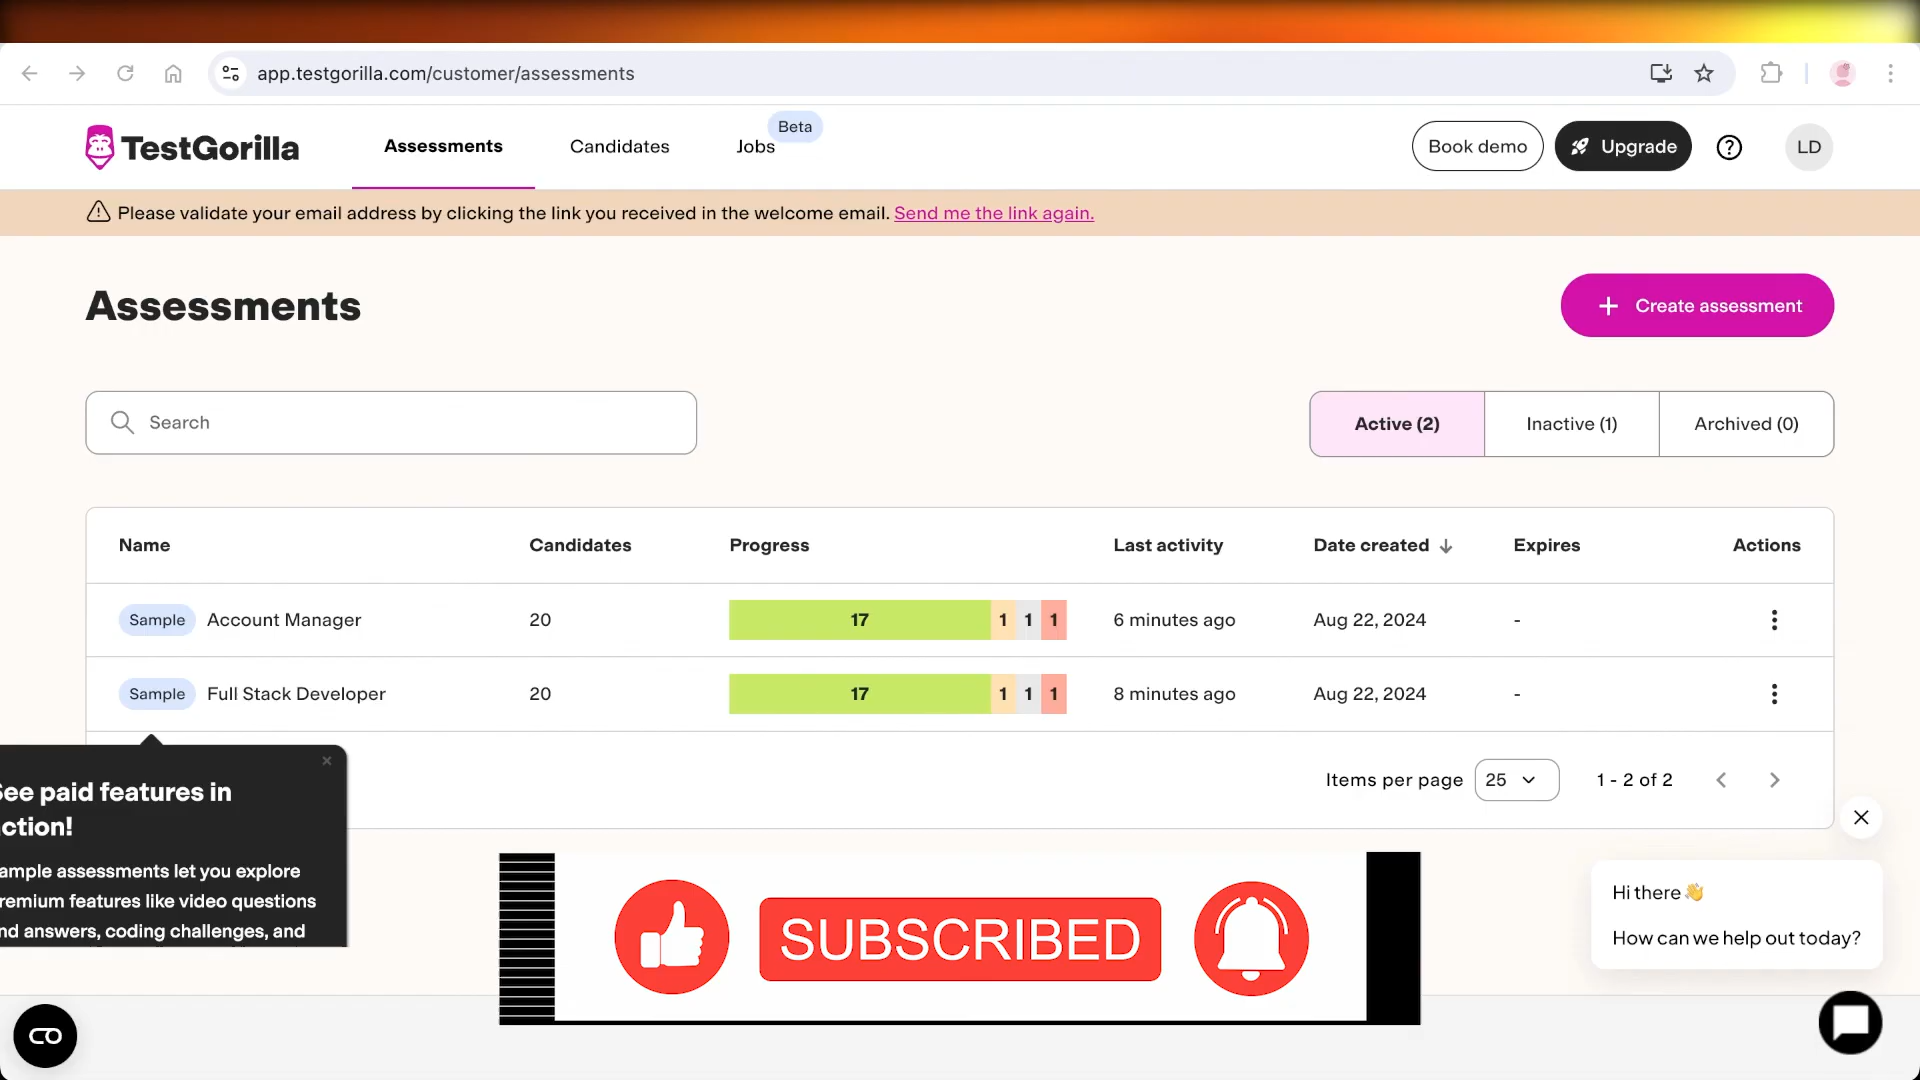 app.testgorilla.com/customer/assessments
TestGorilla
Assessments
Candidates
Jobs
Beta
Book demo
Upgrade
LD
Please validate your email address by clicking the link you received in the welcome email. Send me the link again.
Assessments
+ Create assessment
Search
Active (2)
Inactive (1)
Archived (0)
Name Candidates Progress Last activity Date created Expires Actions
Sample Account Manager 20 17 1 1 1 6 minutes ago Aug 22, 2024 -
Sample Full Stack Developer 20 17 1 1 1 8 minutes ago Aug 22, 2024 -
Items per page 25 1 - 2 of 2
See paid features in
action!
ample assessments let you explore
remium features like video questions
nd answers, coding challenges, and
SUBSCRIBED
Hi there👋
How can we help out today?